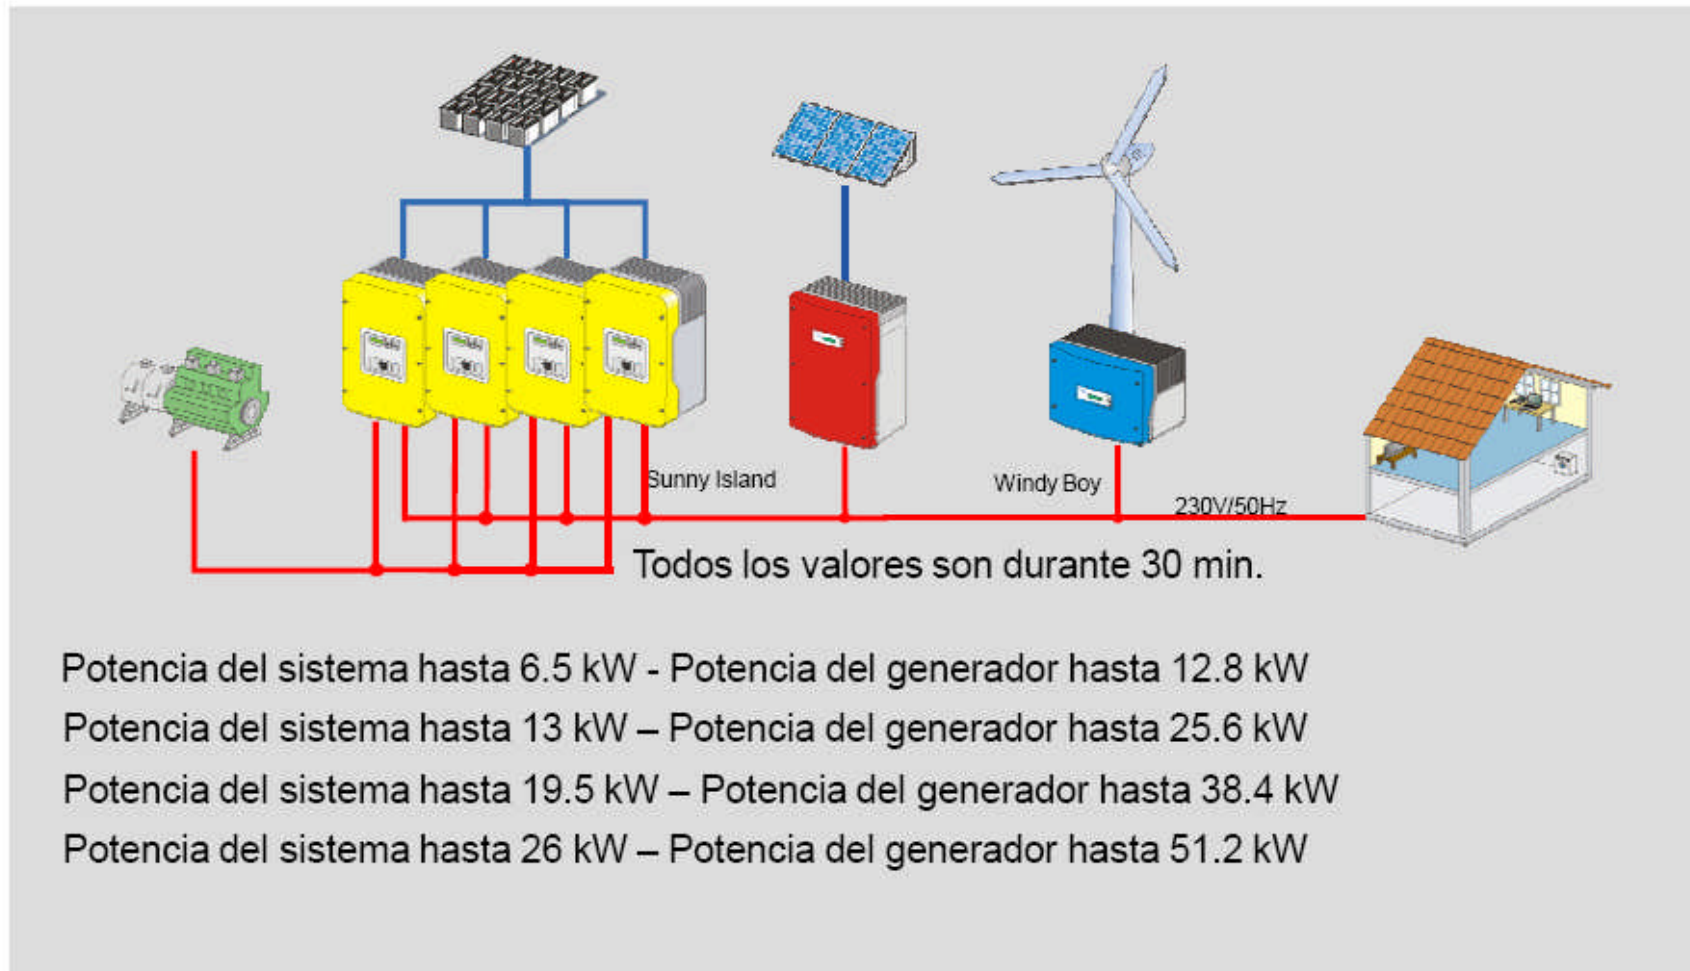 Sunny Island
Windy Boy
230V/50Hz
Todos los valores son durante 30 min.
Potencia del sistema hasta 6.5 kW - Potencia del generador hasta 12.8 kW
Potencia del sistema hasta 13 kW – Potencia del generador hasta 25.6 kW
Potencia del sistema hasta 19.5 kW – Potencia del generador hasta 38.4 kW
Potencia del sistema hasta 26 kW – Potencia del generador hasta 51.2 kW